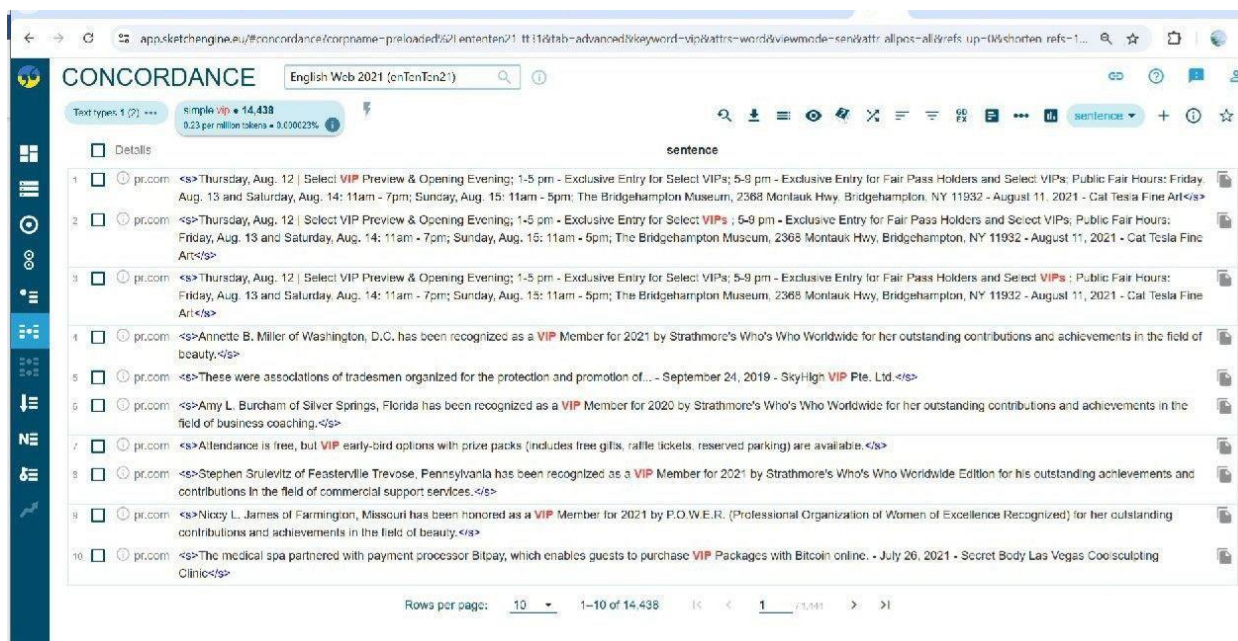 app.sketchengine.eu/#concordance?corpname=preloaded%2Fententen21_tt31&tab=advanced&keyword=vip&attrs=word&viewmode=sen&attr_allpos=all&refs_up=0&shorten_refs=1...
CONCORDANCE
English Web 2021 (enTenTen21)
Text types 1 (2) •••
simple vip • 14,438
0.23 per million tokens • 0.000023%
GD
EX
sentence
Details
sentence
1 pr.com <s>Thursday, Aug. 12 | Select VIP Preview & Opening Evening; 1-5 pm - Exclusive Entry for Select VIPs; 5-9 pm - Exclusive Entry for Fair Pass Holders and Select VIPs; Public Fair Hours: Friday,
Aug. 13 and Saturday, Aug. 14: 11am - 7pm; Sunday, Aug. 15: 11am - 5pm; The Bridgehampton Museum, 2368 Montauk Hwy, Bridgehampton, NY 11932 - August 11, 2021 - Cat Tesla Fine Art</s>
2 pr.com <s>Thursday, Aug. 12 | Select VIP Preview & Opening Evening; 1-5 pm - Exclusive Entry for Select VIPs ; 5-9 pm - Exclusive Entry for Fair Pass Holders and Select VIPs; Public Fair Hours:
Friday, Aug. 13 and Saturday, Aug. 14: 11am - 7pm; Sunday, Aug. 15: 11am - 5pm; The Bridgehampton Museum, 2368 Montauk Hwy, Bridgehampton, NY 11932 - August 11, 2021 - Cat Tesla Fine
Art</s>
3 pr.com <s>Thursday, Aug. 12 | Select VIP Preview & Opening Evening; 1-5 pm - Exclusive Entry for Select VIPs; 5-9 pm - Exclusive Entry for Fair Pass Holders and Select VIPs ; Public Fair Hours:
Friday, Aug. 13 and Saturday, Aug. 14: 11am - 7pm; Sunday, Aug. 15: 11am - 5pm; The Bridgehampton Museum, 2368 Montauk Hwy, Bridgehampton, NY 11932 - August 11, 2021 - Cat Tesla Fine
Art</s>
4 pr.com <s>Annette B. Miller of Washington, D.C. has been recognized as a VIP Member for 2021 by Strathmore's Who's Who Worldwide for her outstanding contributions and achievements in the field of
beauty.</s>
5 pr.com <s>These were associations of tradesmen organized for the protection and promotion of... - September 24, 2019 - SkyHigh VIP Pte. Ltd.</s>
6 pr.com <s>Amy L. Burcham of Silver Springs, Florida has been recognized as a VIP Member for 2020 by Strathmore's Who's Who Worldwide for her outstanding contributions and achievements in the
field of business coaching.</s>
7 pr.com <s>Attendance is free, but VIP early-bird options with prize packs (includes free gifts, raffle tickets, reserved parking) are available.</s>
8 pr.com <s>Stephen Srulevitz of Feasterville Trevose, Pennsylvania has been recognized as a VIP Member for 2021 by Strathmore's Who's Who Worldwide Edition for his outstanding achievements and
contributions in the field of commercial support services.</s>
9 pr.com <s>Niccy L. James of Farmington, Missouri has been honored as a VIP Member for 2021 by P.O.W.E.R. (Professional Organization of Women of Excellence Recognized) for her outstanding
contributions and achievements in the field of beauty.</s>
10 pr.com <s>The medical spa partnered with payment processor Bitpay, which enables guests to purchase VIP Packages with Bitcoin online. - July 26, 2021 - Secret Body Las Vegas Coolsculpting
Clinic</s>
Rows per page: 10 1–10 of 14,438 1 / 1,444